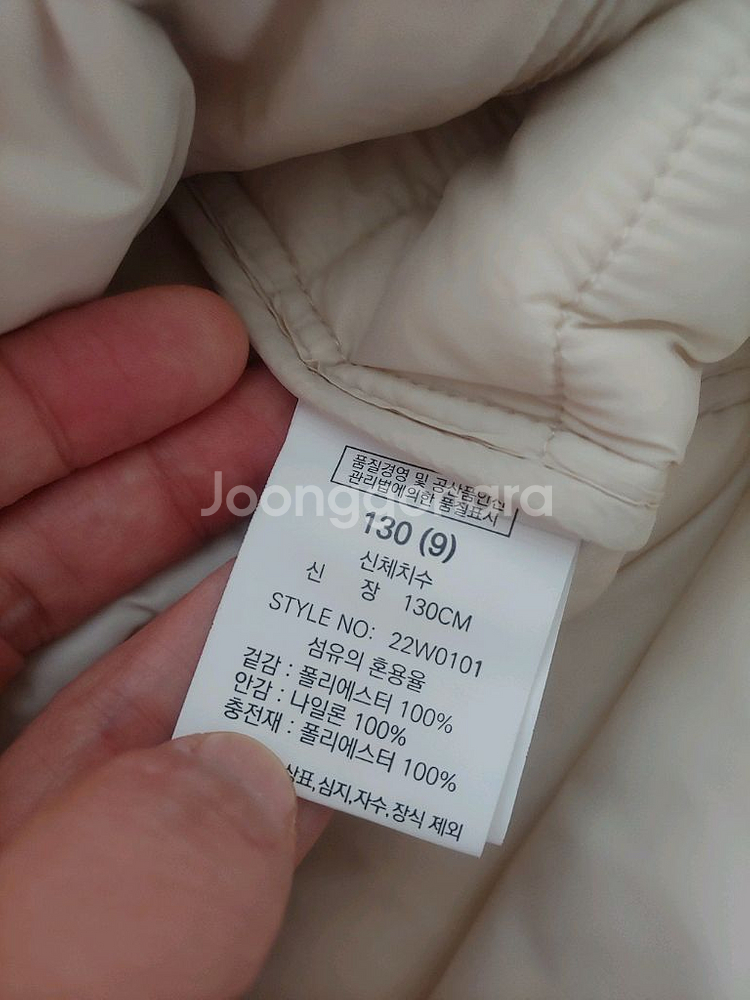 품질경영 및 공산품안전
관리법에의한 품질표시
Joongonara
130 (9)
신체치수
신 장 130CM
STYLE NO: 22W0101
섬유의 혼용율
겉감 : 폴리에스터 100%
안감 : 나일론 100%
충전재 : 폴리에스터 100%
상표,심지,자수,장식 제외